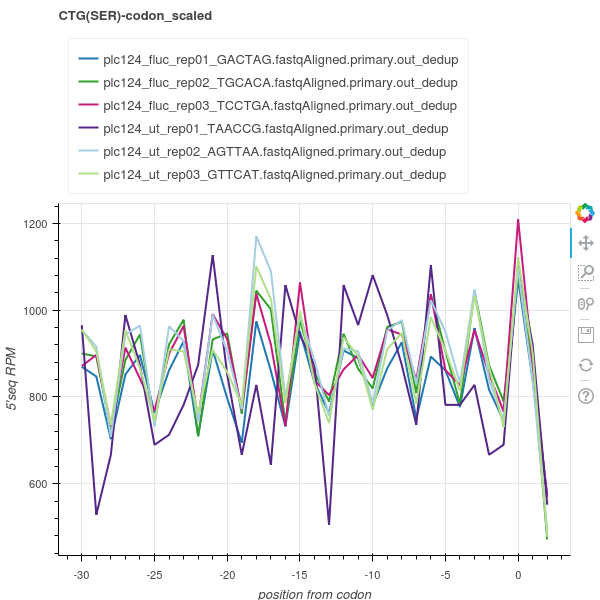 CTG(SER)-codon_scaled
plc124_fluc_rep01_GACTAG.fastqAligned.primary.out_dedup
plc124_fluc_rep02_TGCACA.fastqAligned.primary.out_dedup
plc124_fluc_rep03_TCCTGA.fastqAligned.primary.out_dedup
plc124_ut_rep01_TAACCG.fastqAligned.primary.out_dedup
plc124_ut_rep02_AGTTAA.fastqAligned.primary.out_dedup
plc124_ut_rep03_GTTCAT.fastqAligned.primary.out_dedup
1200
1000
800
600
5'seq RPM
-30 -25 -20 -15 -10 -5 0
position from codon